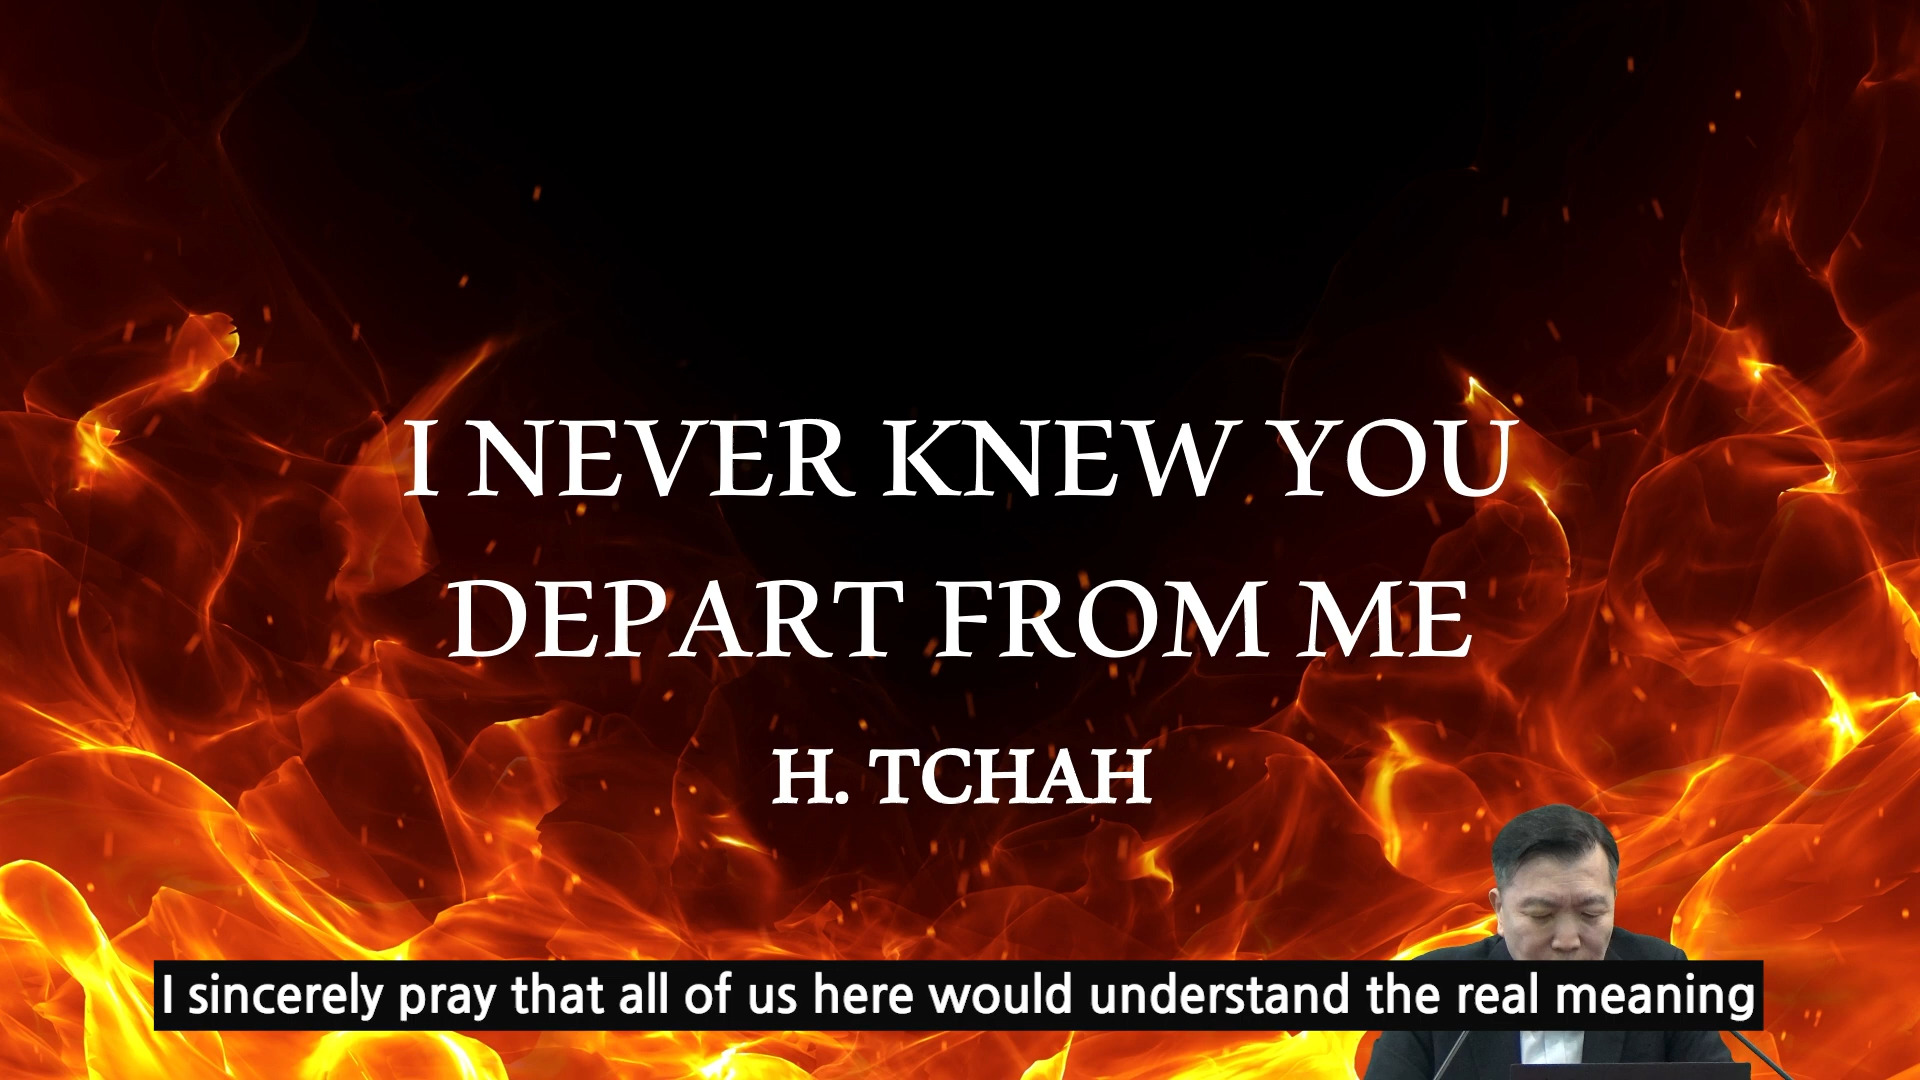 I NEVER KNEW YOU
DEPART FROM ME
H. TCHAH
I sincerely pray that all of us here would understand the real meaning